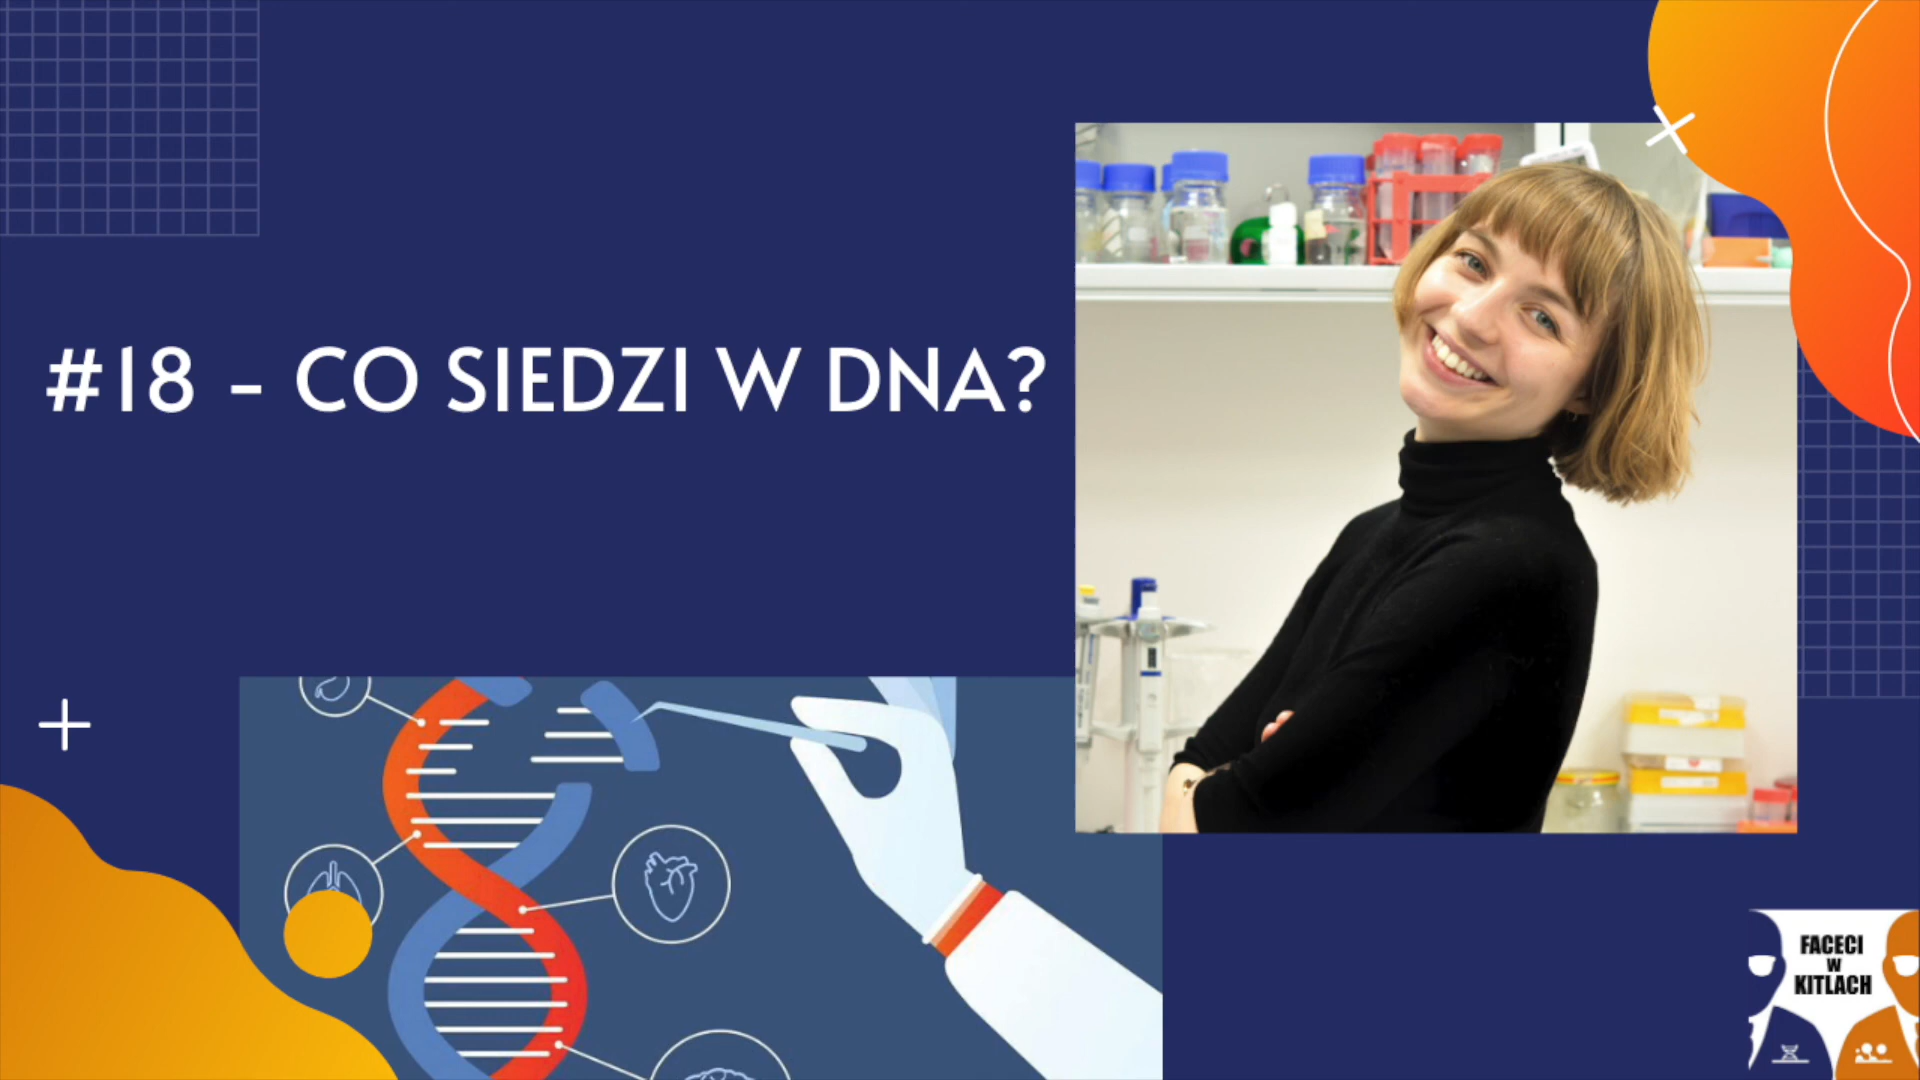 #18 - CO SIEDZI W DNA?
FACECI
W
KITLACH